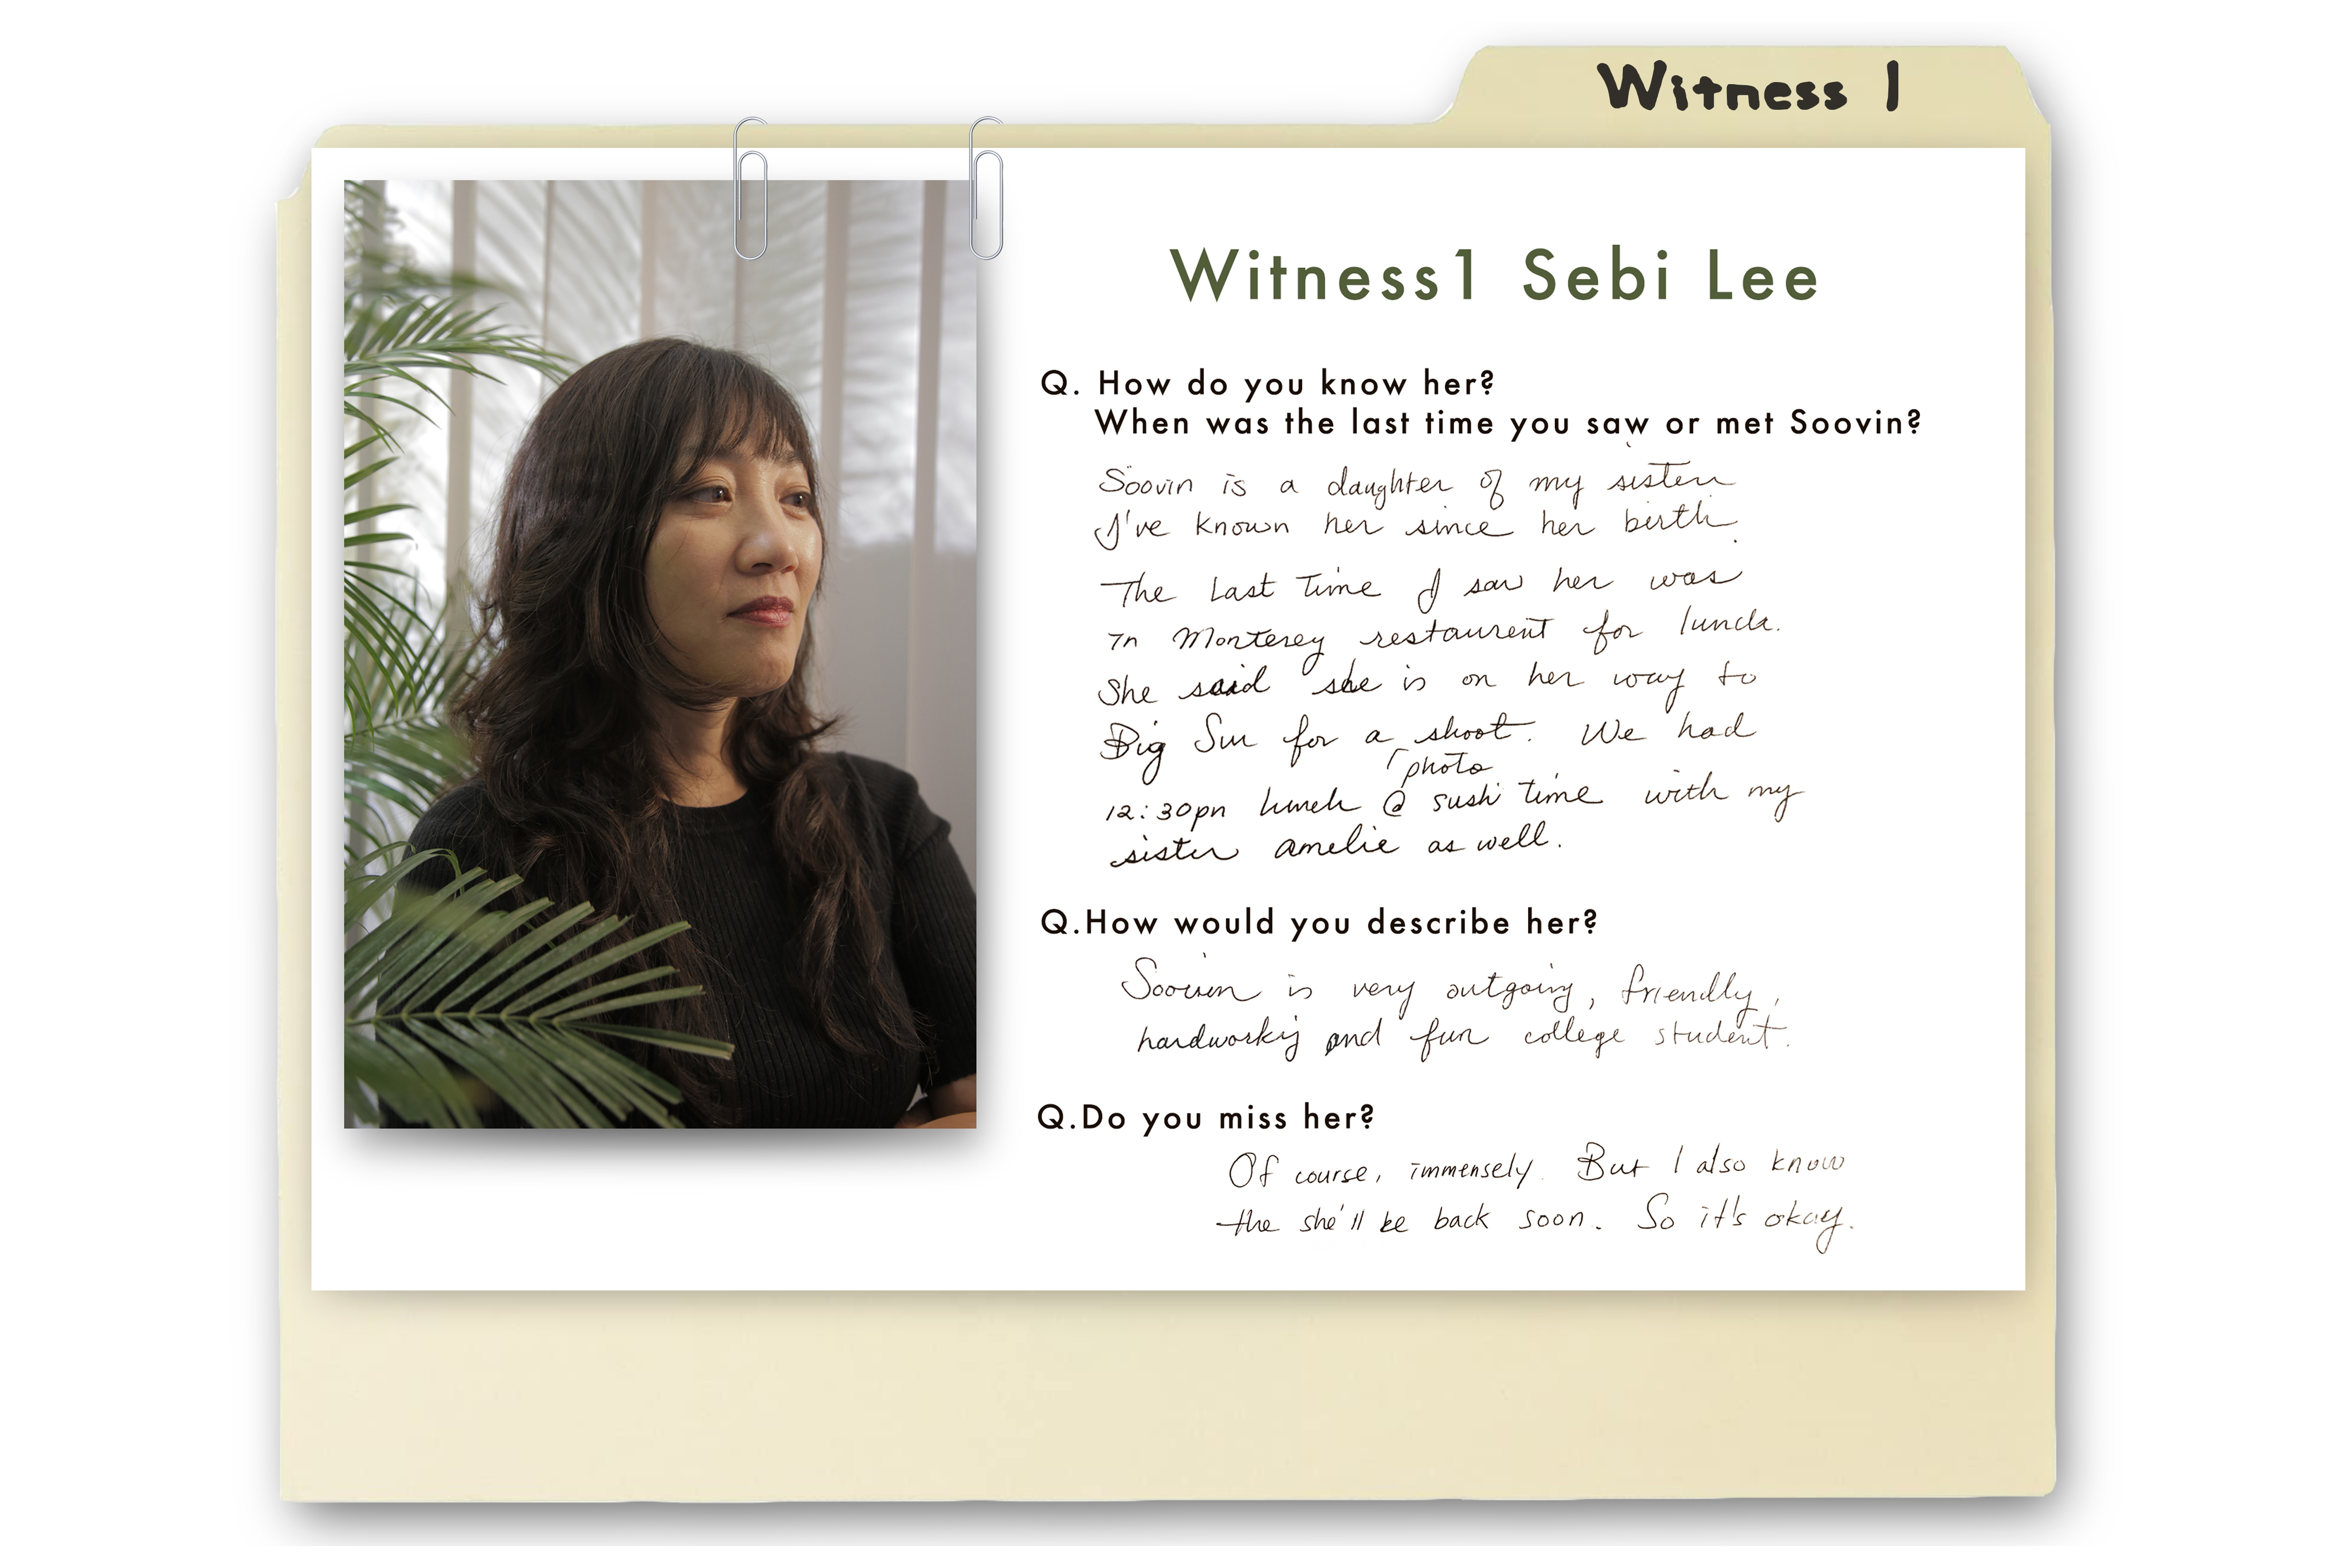 Witness 1
Witness1 Sebi Lee
Q. How do you know her?
When was the last time you saw or met Soovin?
Soovin is a daughter of my sister.
I've known her since her birth.
The last time I saw her was
in Monterey restaurent for lunch.
She said she is on her way to
Big Sur for a shoot. We had
photo
12:30pm lunch @ sushi time with my
sister amelie as well.
Q.How would you describe her?
Soovin is very outgoing, friendly,
hardworking and fun college student.
Q.Do you miss her?
Of course, immensely. But I also know
the she'll be back soon. So it's okay.